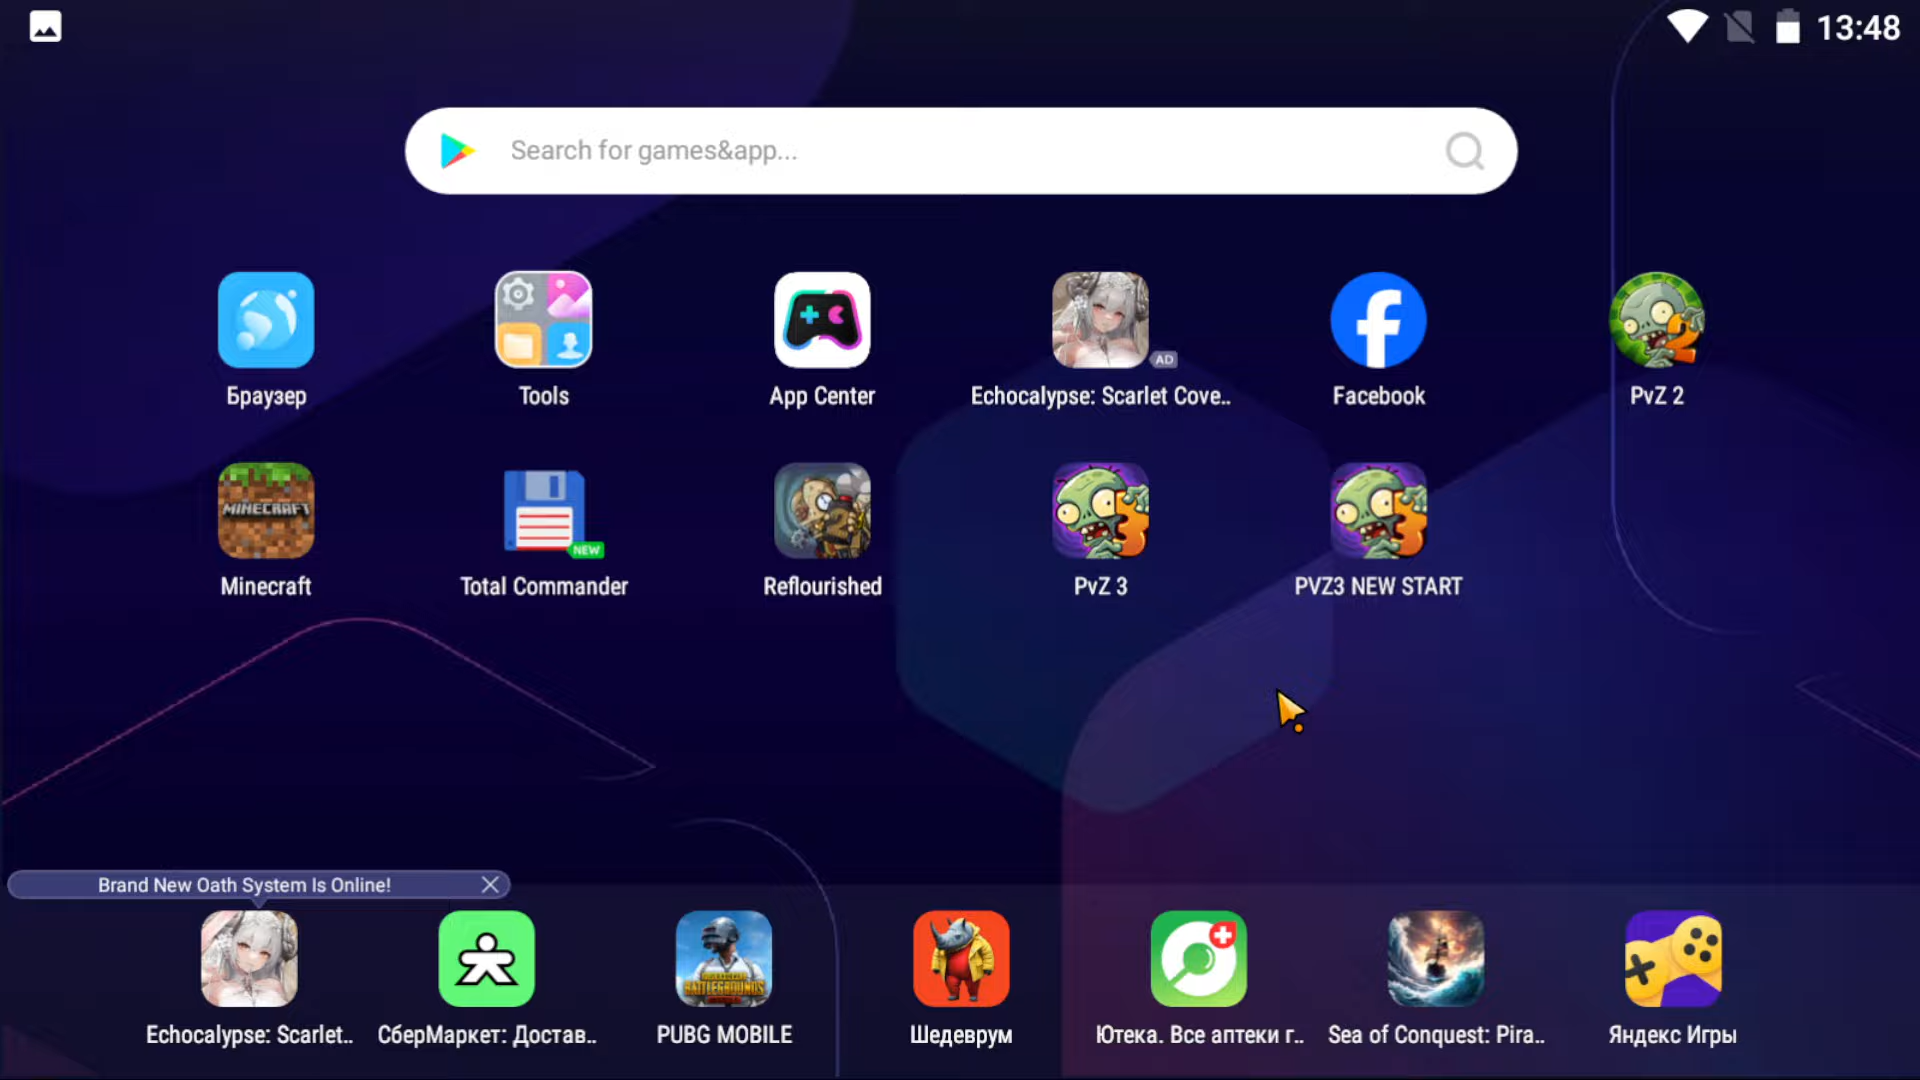 13:48
Search for games&app...
AD
Браузер
Tools
App Center
Echocalypse: Scarlet Cove..
Facebook
PvZ 2
MINECRAFT
NEW
Minecraft
Total Commander
Reflourished
PvZ 3
PVZ3 NEW START
Brand New Oath System Is Online!
BATTLEGROUNDS
Echocalypse: Scarlet..
СберМаркет: Достав..
PUBG MOBILE
Шедеврум
Ютека. Все аптеки г..
Sea of Conquest: Pira..
Яндекс Игры